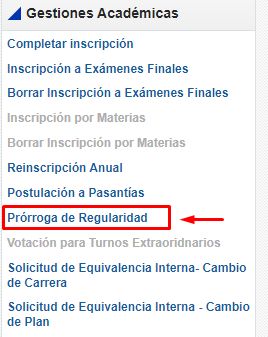 Gestiones Académicas
Completar inscripción
Inscripción a Exámenes Finales
Borrar Inscripción a Exámenes Finales
Inscripción por Materias
Borrar Inscripción por Materias
Reinscripción Anual
Postulación a Pasantías
Prórroga de Regularidad
Votación para Turnos Extraoridnarios
Solicitud de Equivalencia Interna- Cambio
de Carrera
Solicitud de Equivalencia Interna - Cambio
de Plan